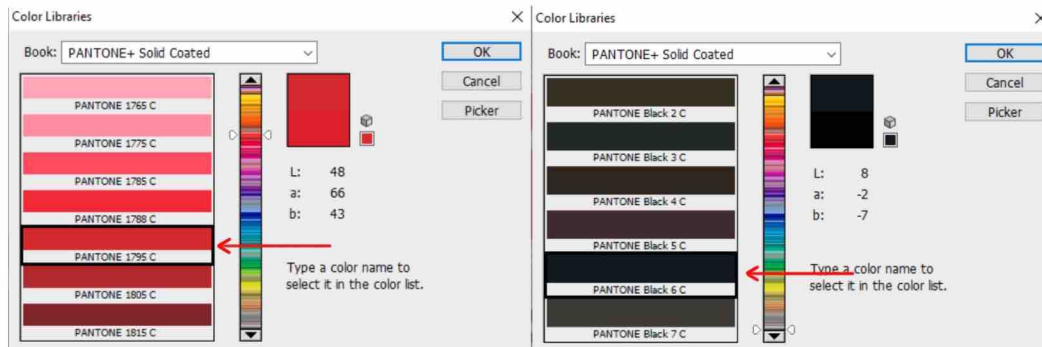 Color Libraries
Book: PANTONE+ Solid Coated
OK
Cancel
Picker
PANTONE 1765 C
PANTONE 1775 C
PANTONE 1785 C
PANTONE 1788 C
PANTONE 1795 C
PANTONE 1805 C
PANTONE 1815 C
L: 48
a: 66
b: 43
Type a color name to
select it in the color list.
Color Libraries
Book: PANTONE+ Solid Coated
OK
Cancel
Picker
PANTONE Black 2 C
PANTONE Black 3 C
PANTONE Black 4 C
PANTONE Black 5 C
PANTONE Black 6 C
PANTONE Black 7 C
L: 8
a: -2
b: -7
Type a color name to
select it in the color list.